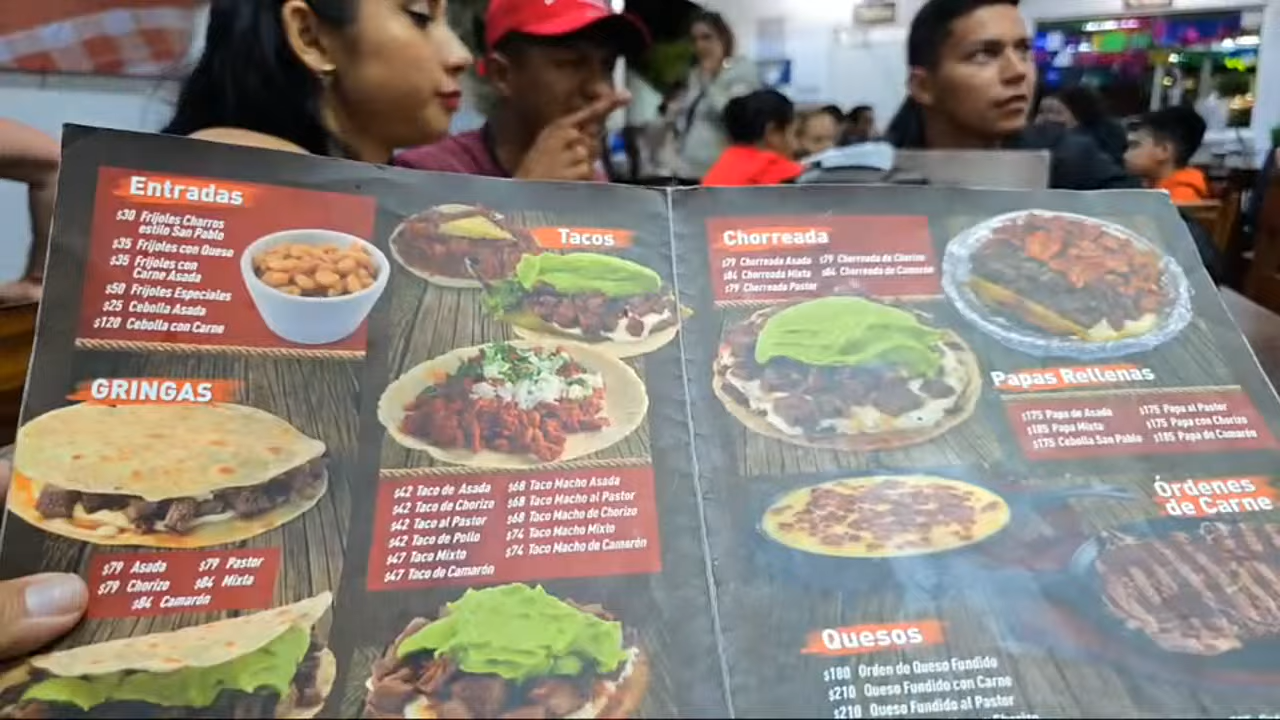 Entradas
$30 Frijoles Charros
estilo San Pablo
$35 Frijoles con Queso
$35 Frijoles con
Carne Asada
$50 Frijoles Especiales
$25 Cebolla Asada
$120 Cebolla con Carne
GRINGAS
$79 Asada $79 Pastor
$79 Chorizo $84 Mixta
$84 Camarón
Tacos
$42 Taco de Asada $68 Taco Macho Asada
$42 Taco de Chorizo $68 Taco Macho al Pastor
$42 Taco al Pastor $68 Taco Macho de Chorizo
$42 Taco de Pollo $74 Taco Macho Mixto
$47 Taco Mixto $74 Taco Macho de Camarón
$47 Taco de Camarón
Chorreada
$79 Chorreada Asada $79 Chorreada de Chorizo
$84 Chorreada Mixta $84 Chorreada de Camarón
$79 Chorreada Pastor
Papas Rellenas
$175 Papa de Asada $175 Papa al Pastor
$185 Papa Mixta $175 Papa con Chorizo
$175 Cebolla San Pablo $185 Papa de Camarón
Órdenes
de Carne
Quesos
$180 Orden de Queso Fundido
$210 Queso Fundido con Carne
$210 Queso Fundido al Pastor